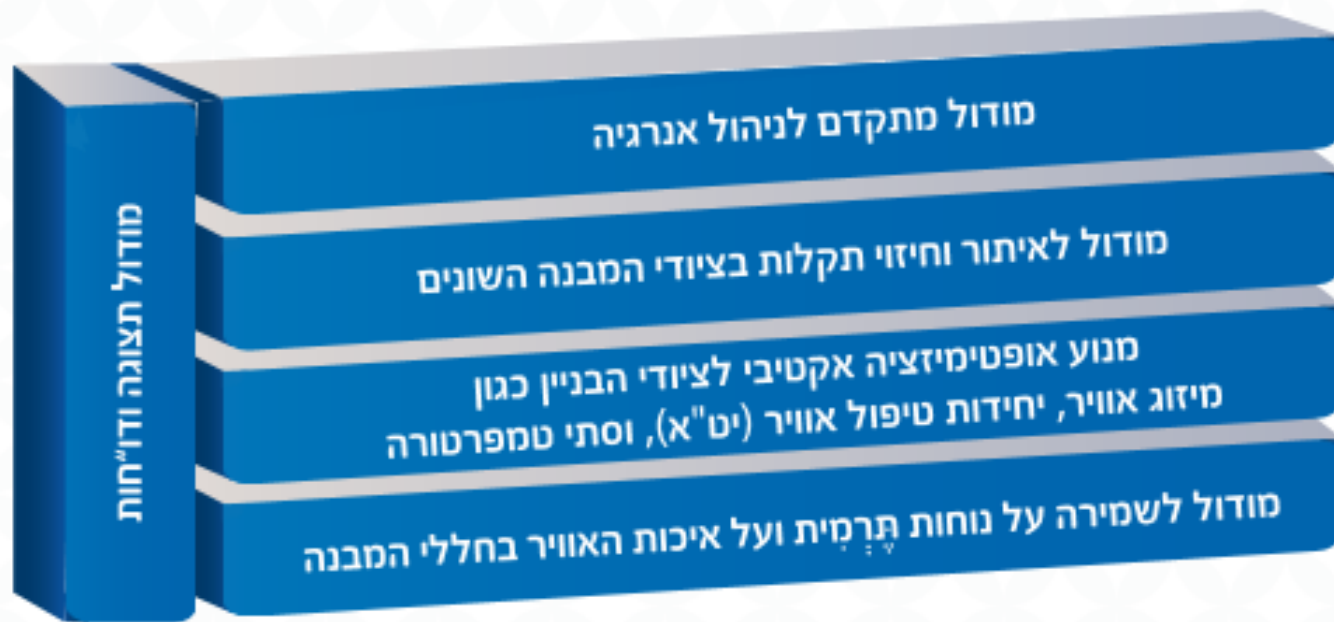 מודול מתקדם לניהול אנרגיה
מודול לאיתור וחיזוי תקלות בציודי המבנה השונים
מנוע אופטימיזציה אקטיבי לציודי הבניין כגון
מיזוג אוויר, יחידות טיפול אוויר (יט"א), וסתי טמפרטורה
מודול לשמירה על נוחות תֶּרְמִית ועל איכות האוויר בחללי המבנה
מודול תצוגה ודו"חות